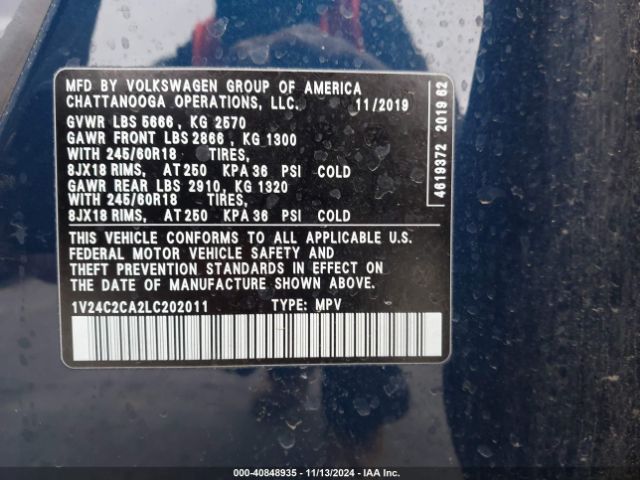 MFD BY VOLKSWAGEN GROUP OF AMERICA
CHATTANOOGA OPERATIONS, LLC. 11/2019
GVWR LBS 5666, KG 2570
GAWR FRONT LBS 2866, KG 1300
WITH 245/60R18 TIRES,
8JX18 RIMS, AT 250 KPA 36 PSI COLD
GAWR REAR LBS 2910, KG 1320
WITH 245/60R18 TIRES,
8JX18 RIMS, AT 250 KPA 36 PSI COLD
THIS VEHICLE CONFORMS TO ALL APPLICABLE U.S.
FEDERAL MOTOR VEHICLE SAFETY AND
THEFT PREVENTION STANDARDS IN EFFECT ON
THE DATE OF MANUFACTURE SHOWN ABOVE.
1V24C2CA2LC202011 TYPE: MPV
4619372 2019 62
000-40848935 - 11/13/2024 - IAA Inc.